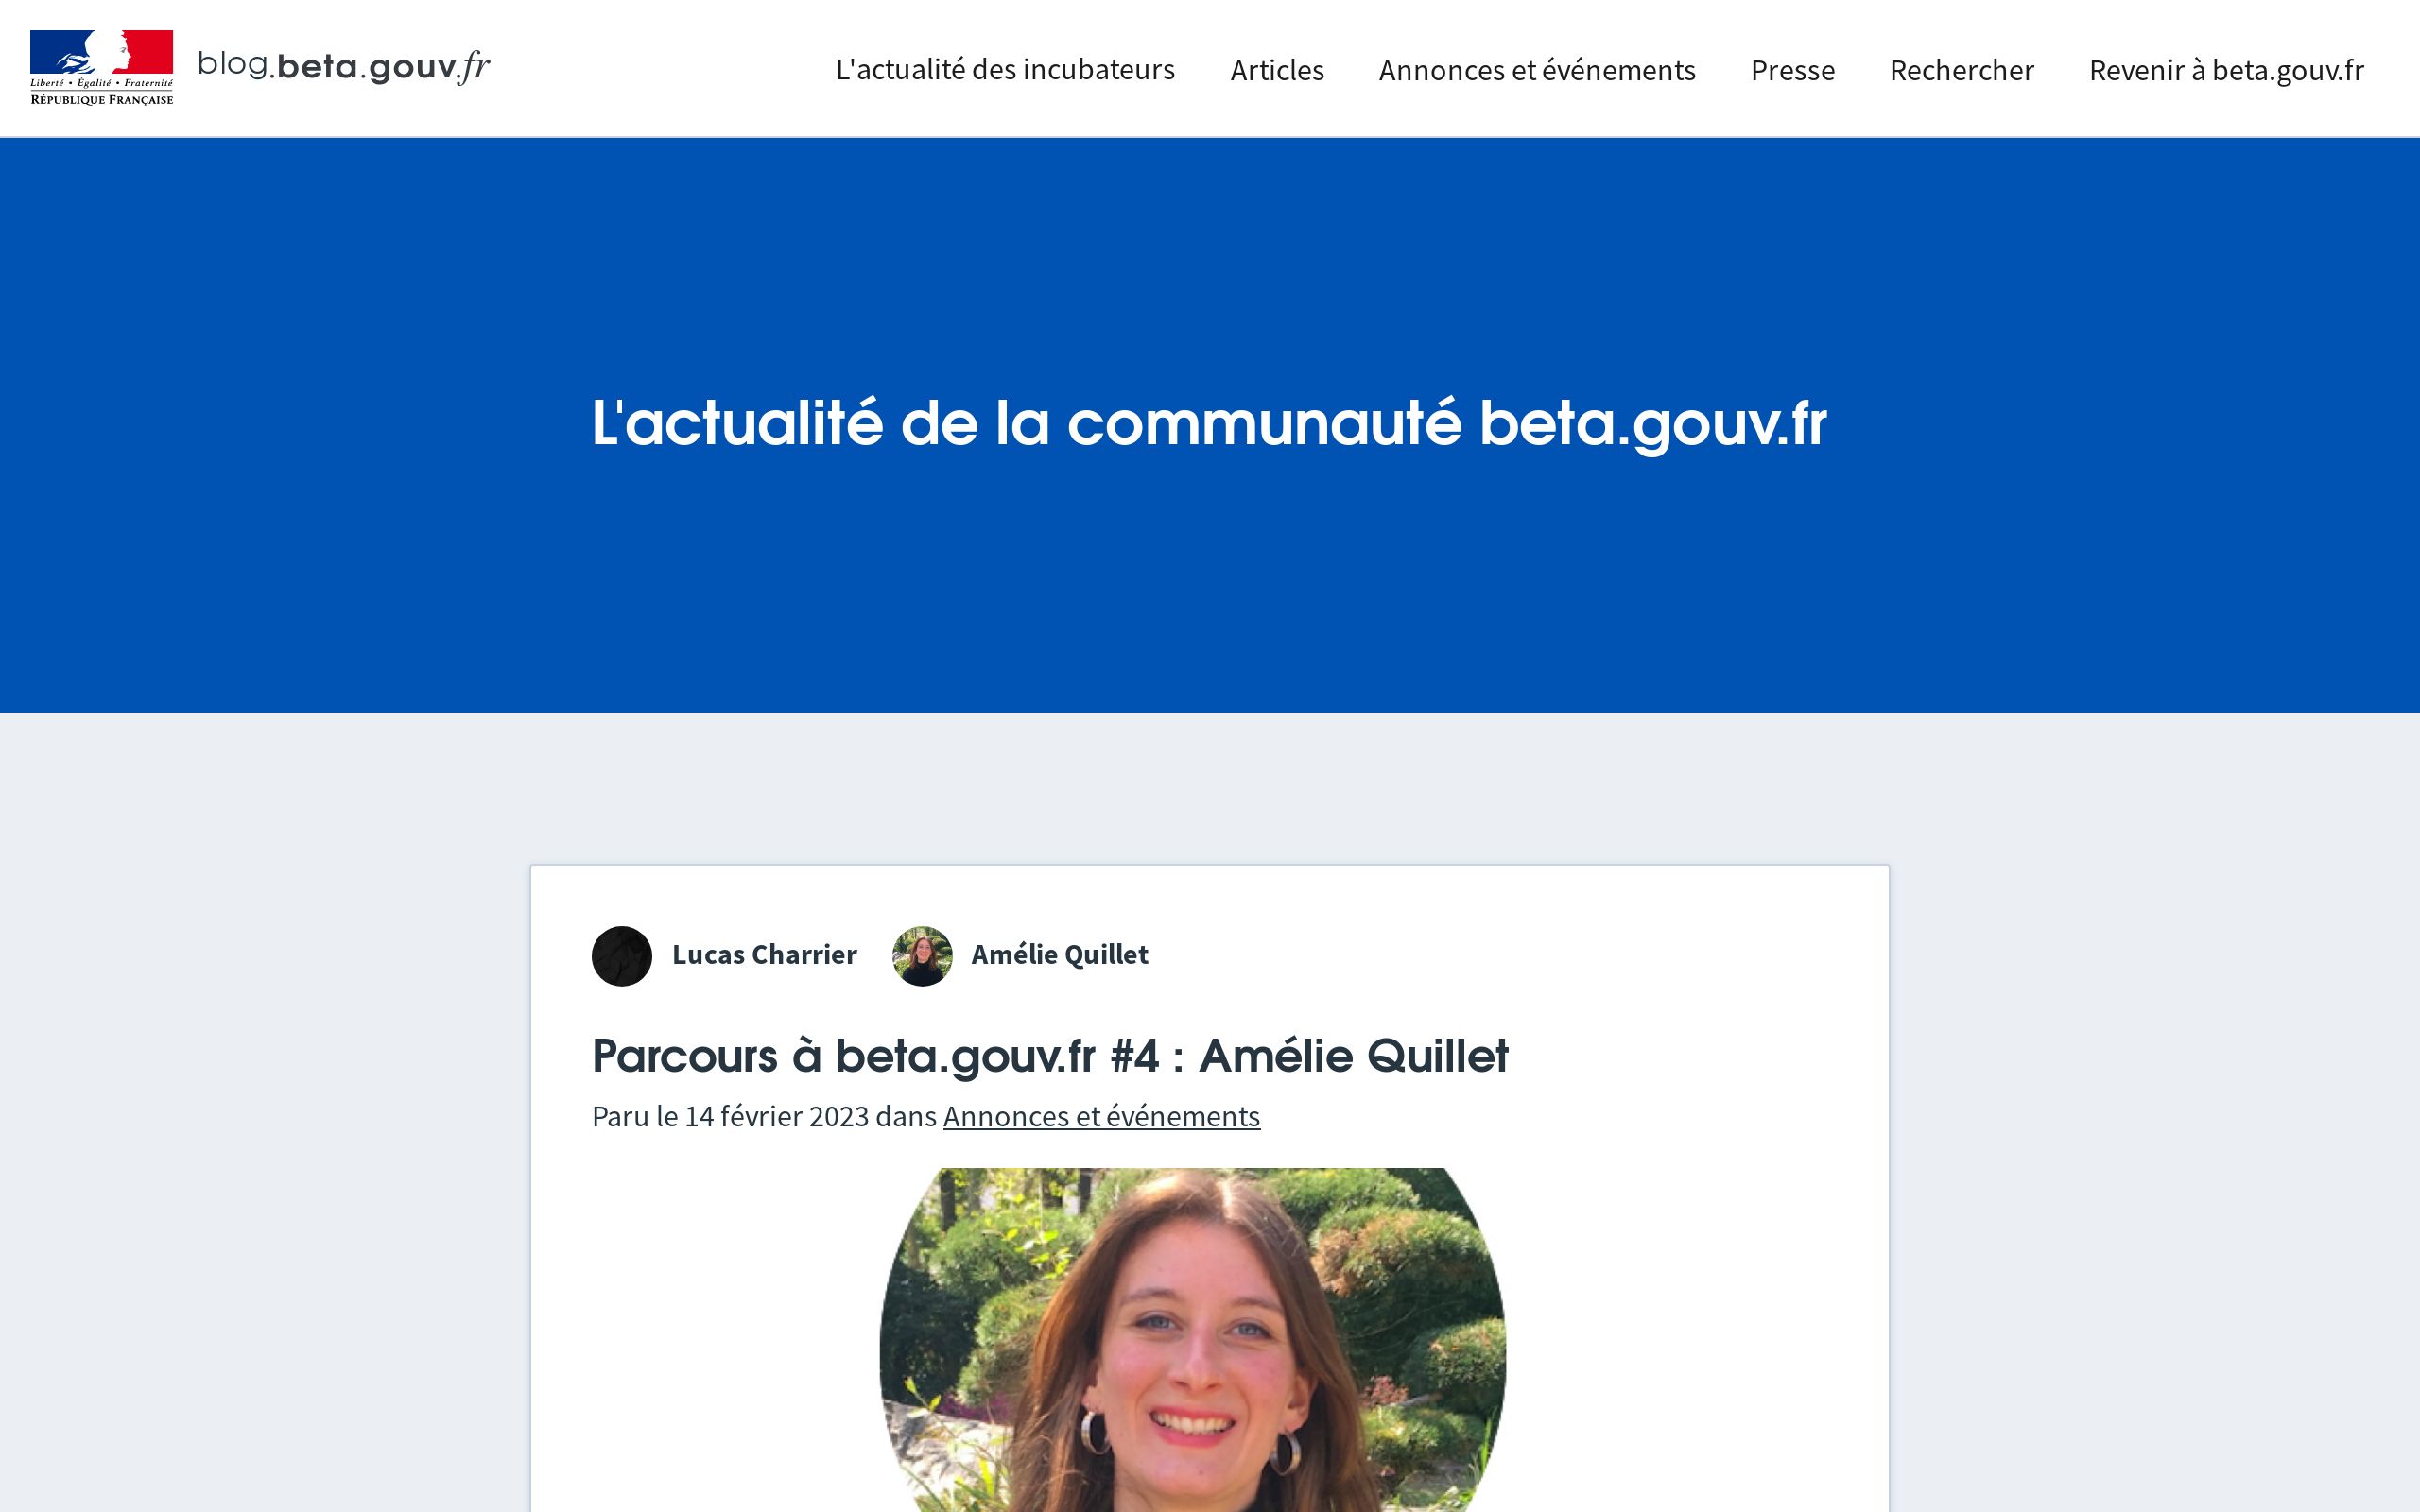 Liberté • Égalité • Fraternité
RÉPUBLIQUE FRANÇAISE
blog.beta.gouv.fr
L'actualité des incubateurs
Articles
Annonces et événements
Presse
Rechercher
Revenir à beta.gouv.fr
L'actualité de la communauté beta.gouv.fr
Lucas Charrier
Amélie Quillet
Parcours à beta.gouv.fr #4 : Amélie Quillet
Paru le 14 février 2023 dans Annonces et événements